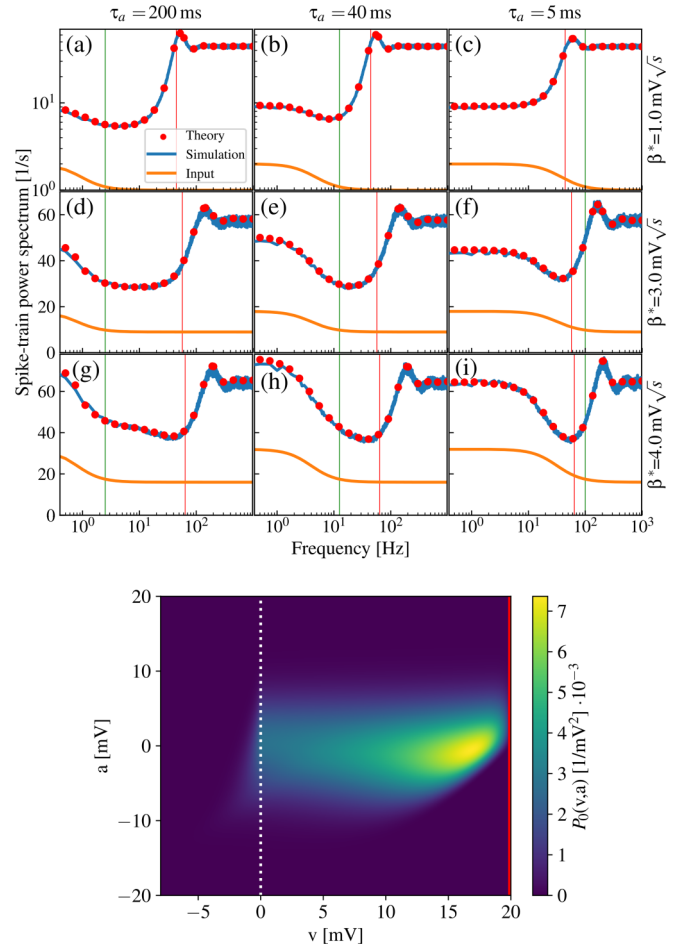 τₐ = 200 ms τₐ = 40 ms τₐ = 5 ms
(a) (b) (c)
10¹
Theory
Simulation
Input
10⁰
β*=1.0 mV√s
Spike-train power spectrum [1/s]
(d) (e) (f)
60
40
20
0
β*=3.0 mV√s
(g) (h) (i)
80
60
40
20
0
β*=4.0 mV√s
10⁰ 10¹ 10² 10⁰ 10¹ 10² 10⁰ 10¹ 10² 10³
Frequency [Hz]
20
10
0
−10
−20
a [mV]
−5 0 5 10 15 20
v [mV]
7
6
5
4
3
2
1
0
P₀(v,a) [1/mV²] ·10⁻³